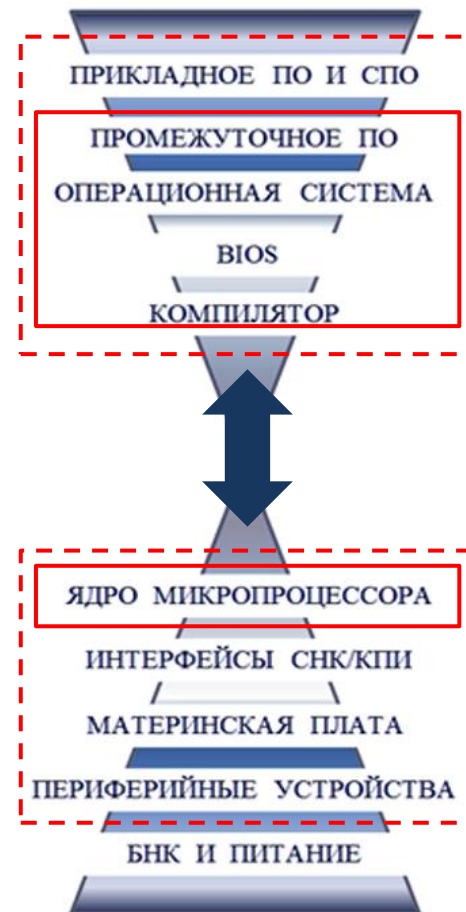 ПРИКЛАДНОЕ ПО И СПО
ПРОМЕЖУТОЧНОЕ ПО
ОПЕРАЦИОННАЯ СИСТЕМА
BIOS
КОМПИЛЯТОР
ЯДРО МИКРОПРОЦЕССОРА
ИНТЕРФЕЙСЫ СНК/КПИ
МАТЕРИНСКАЯ ПЛАТА
ПЕРИФЕРИЙНЫЕ УСТРОЙСТВА
БНК И ПИТАНИЕ